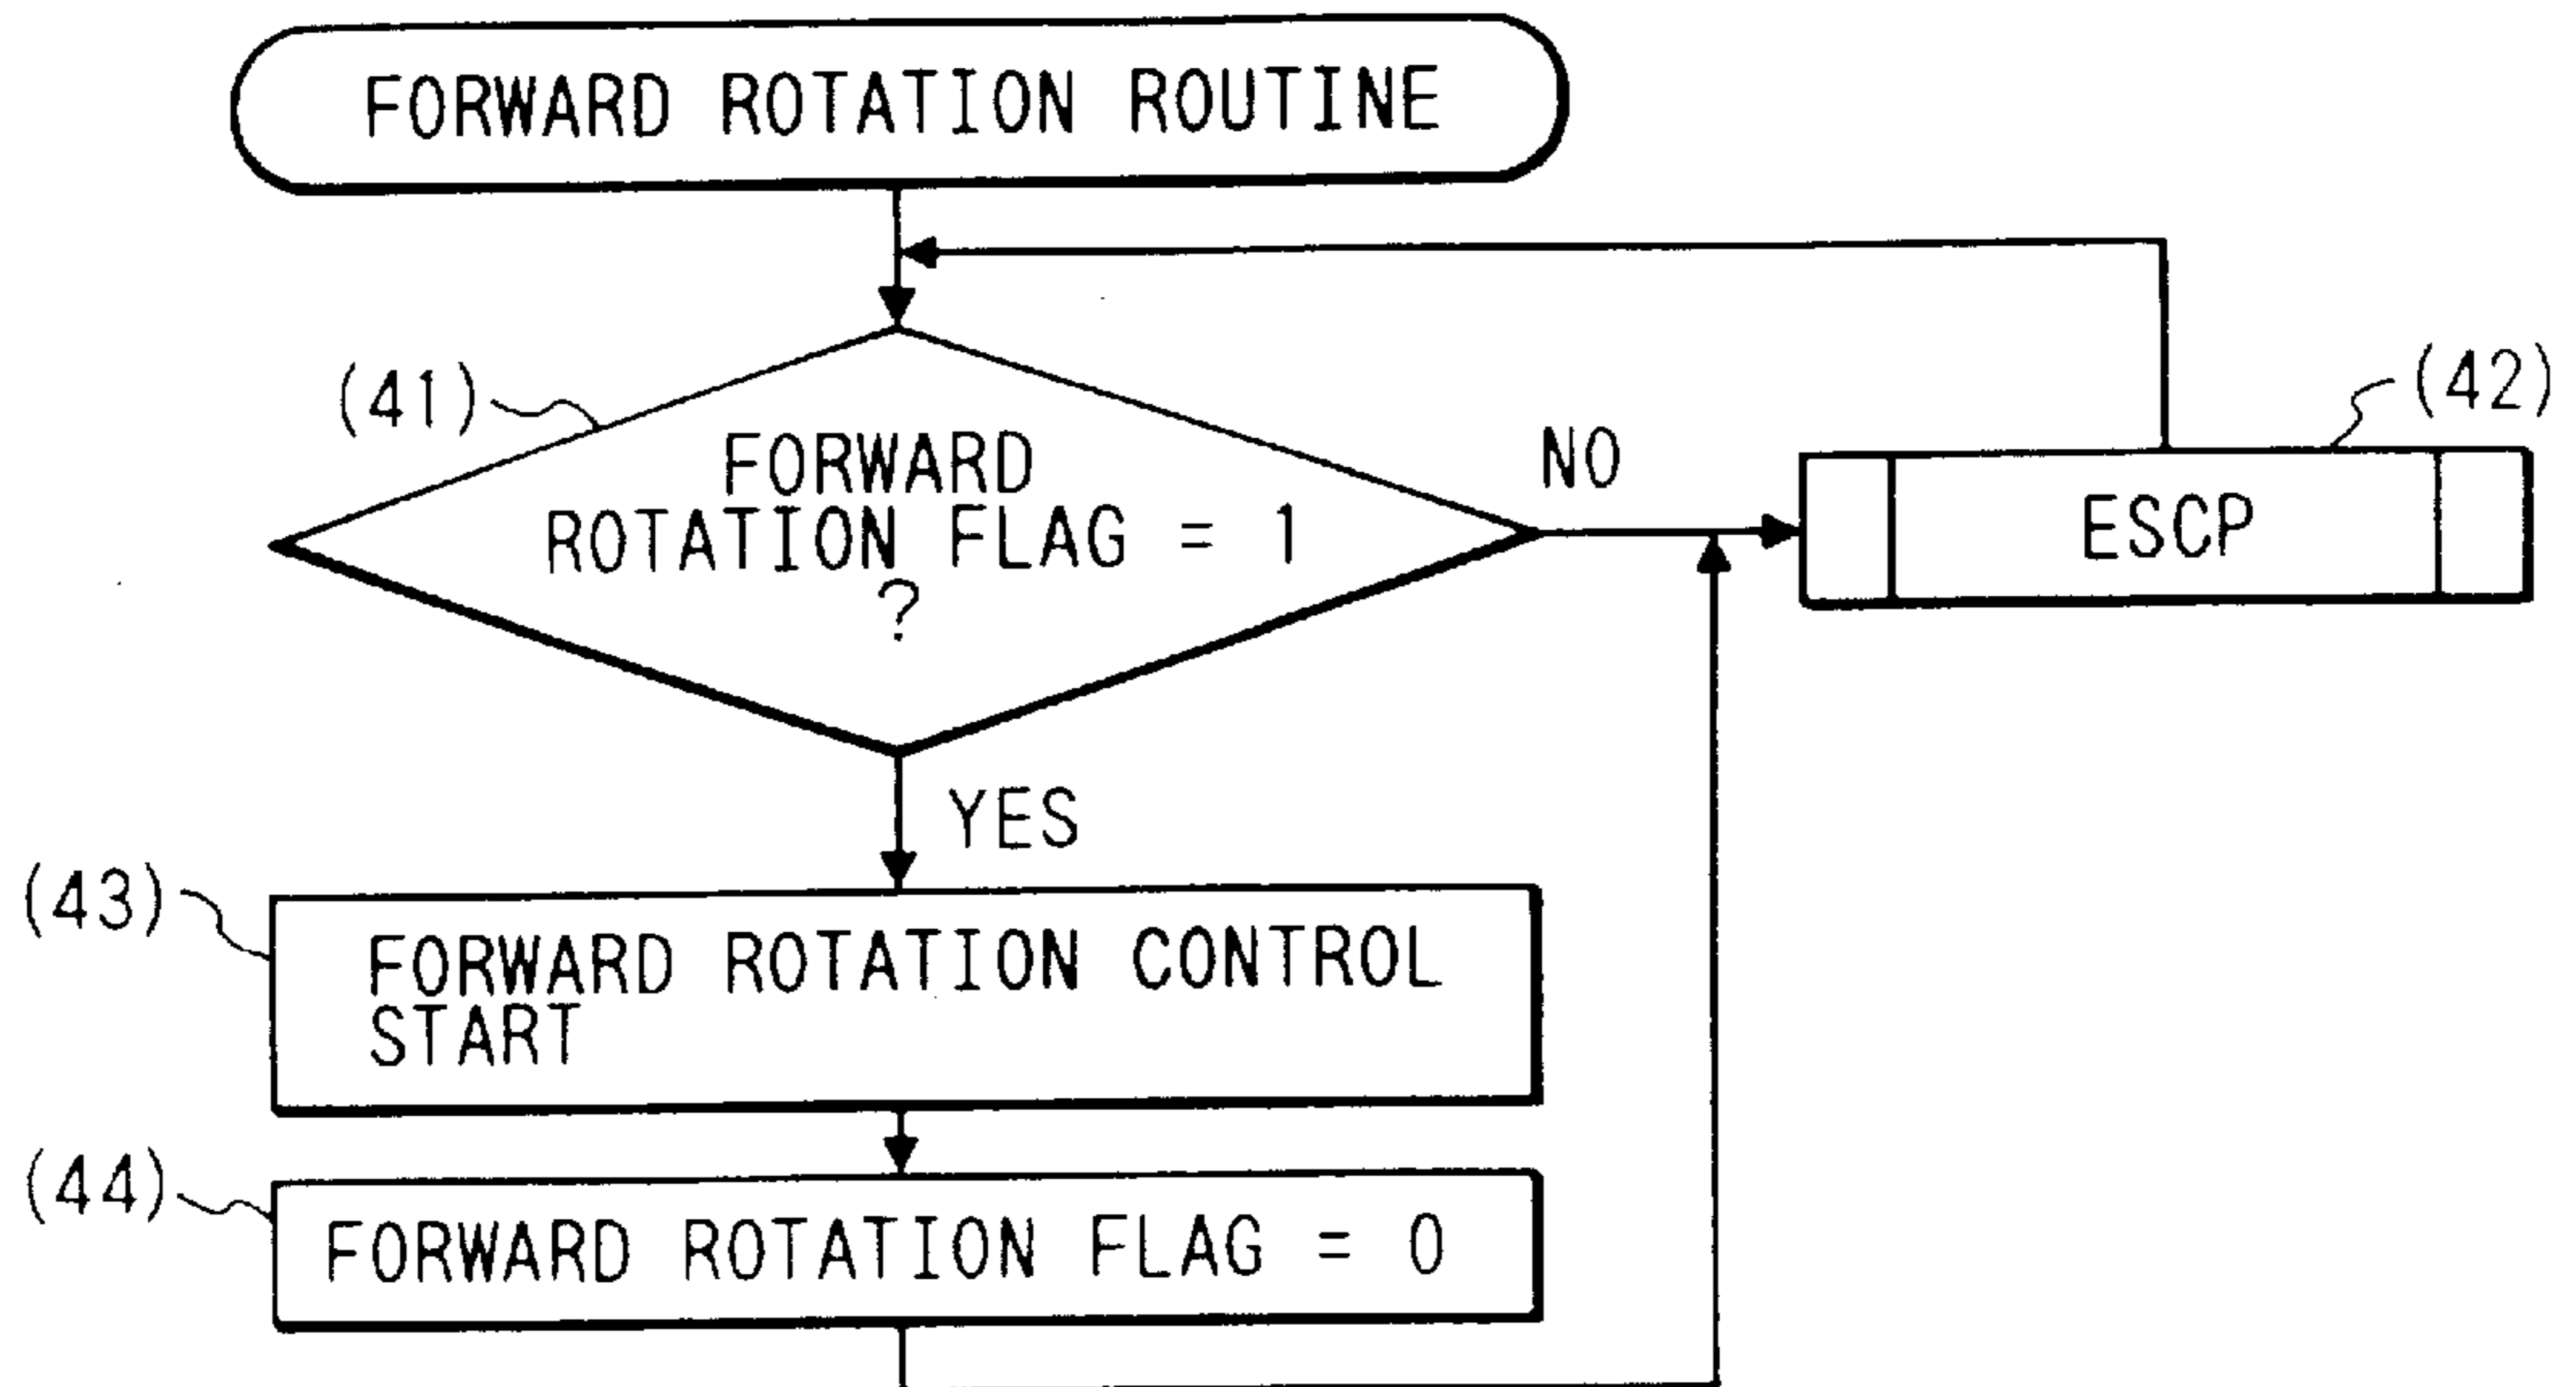 FORWARD ROTATION ROUTINE
(41)
FORWARD
ROTATION FLAG = 1
?
NO
(42)
ESCP
YES
(43)
FORWARD ROTATION CONTROL
START
(44)
FORWARD ROTATION FLAG = 0